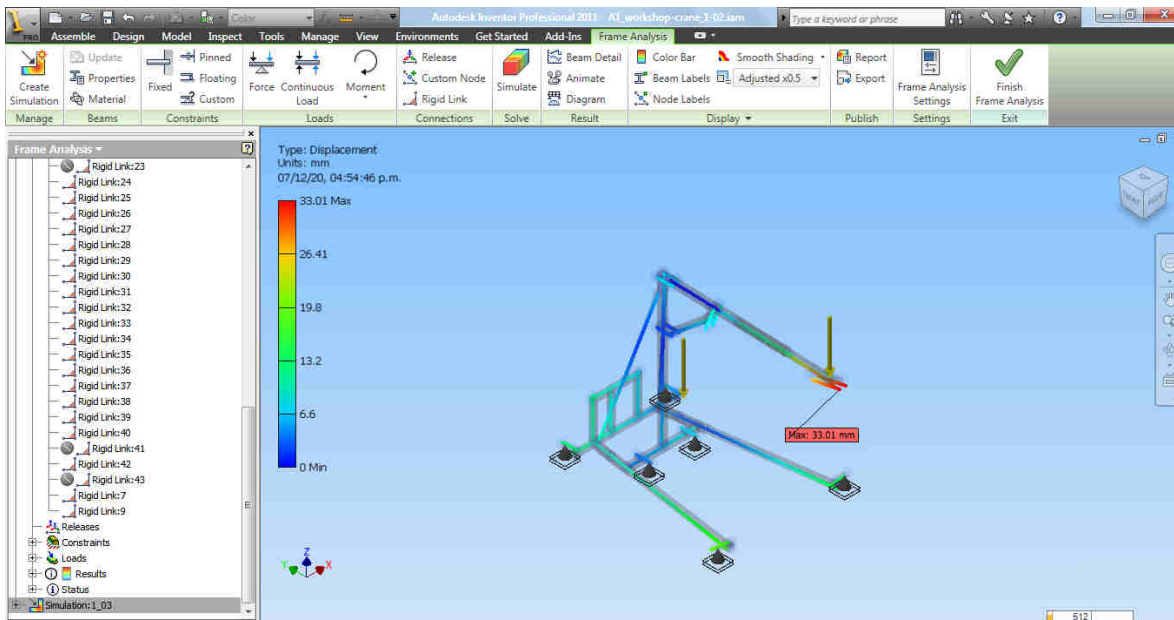 Color
Autodesk Inventor Professional 2011 AT_workshop-crane_1-02.iam
Type a keyword or phrase
PRO
Assemble Design Model Inspect Tools Manage View Environments Get Started Add-Ins Frame Analysis
Create Simulation
Update
Properties
Material
Fixed
Pinned
Floating
Custom
Force
Continuous Load
Moment
Release
Custom Node
Rigid Link
Simulate
Beam Detail
Animate
Diagram
Color Bar
Beam Labels
Node Labels
Smooth Shading
Adjusted x0.5
Report
Export
Frame Analysis Settings
Finish Frame Analysis
Manage Beams Constraints Loads Connections Solve Result Display Publish Settings Exit
Frame Analysis
Rigid Link:23
Rigid Link:24
Rigid Link:25
Rigid Link:26
Rigid Link:27
Rigid Link:28
Rigid Link:29
Rigid Link:30
Rigid Link:31
Rigid Link:32
Rigid Link:33
Rigid Link:34
Rigid Link:35
Rigid Link:36
Rigid Link:37
Rigid Link:38
Rigid Link:39
Rigid Link:40
Rigid Link:41
Rigid Link:42
Rigid Link:43
Rigid Link:7
Rigid Link:9
Releases
Constraints
Loads
Results
Status
Simulation:1_03
Type: Displacement
Units: mm
07/12/20, 04:54:46 p.m.
33.01 Max
26.41
19.8
13.2
6.6
0 Min
Max: 33.01 mm
Z
Y
X
512